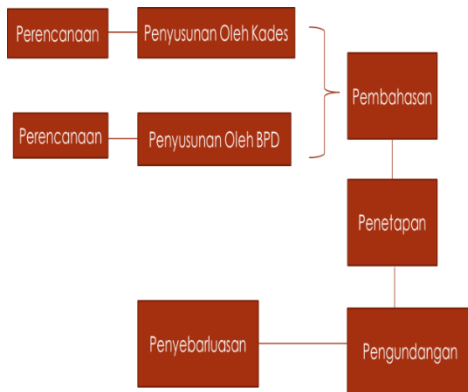 Perencanaan
Penyusunan Oleh Kades
Perencanaan
Penyusunan Oleh BPD
Pembahasan
Penetapan
Pengundangan
Penyebarluasan